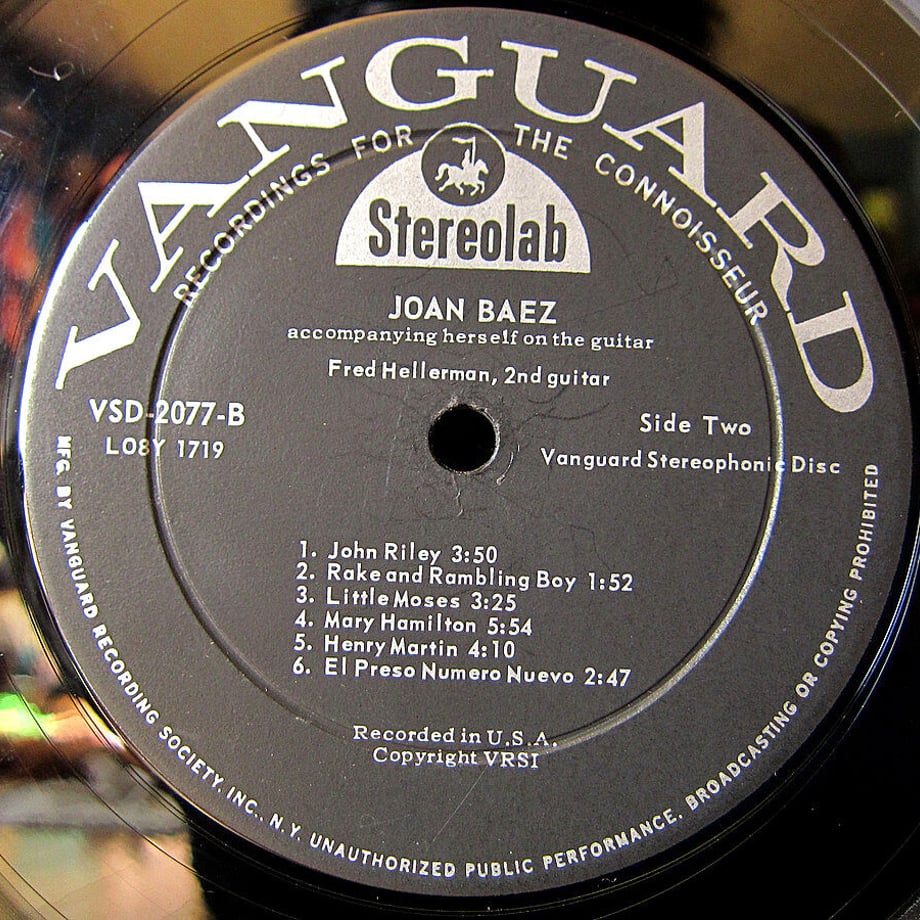 VANGUARD
RECORDINGS FOR THE CONNOISSEUR
Stereolab
JOAN BAEZ
accompanying herself on the guitar
Fred Hellerman, 2nd guitar
VSD-2077-B
LO8Y 1719
Side Two
Vanguard Stereophonic Disc
1. John Riley 3:50
2. Rake and Rambling Boy 1:52
3. Little Moses 3:25
4. Mary Hamilton 5:54
5. Henry Martin 4:10
6. El Preso Numero Nuevo 2:47
Recorded in U.S.A.
Copyright VRSI
MFG. BY VANGUARD RECORDING SOCIETY, INC., N.Y. UNAUTHORIZED PUBLIC PERFORMANCE, BROADCASTING OR COPYING PROHIBITED